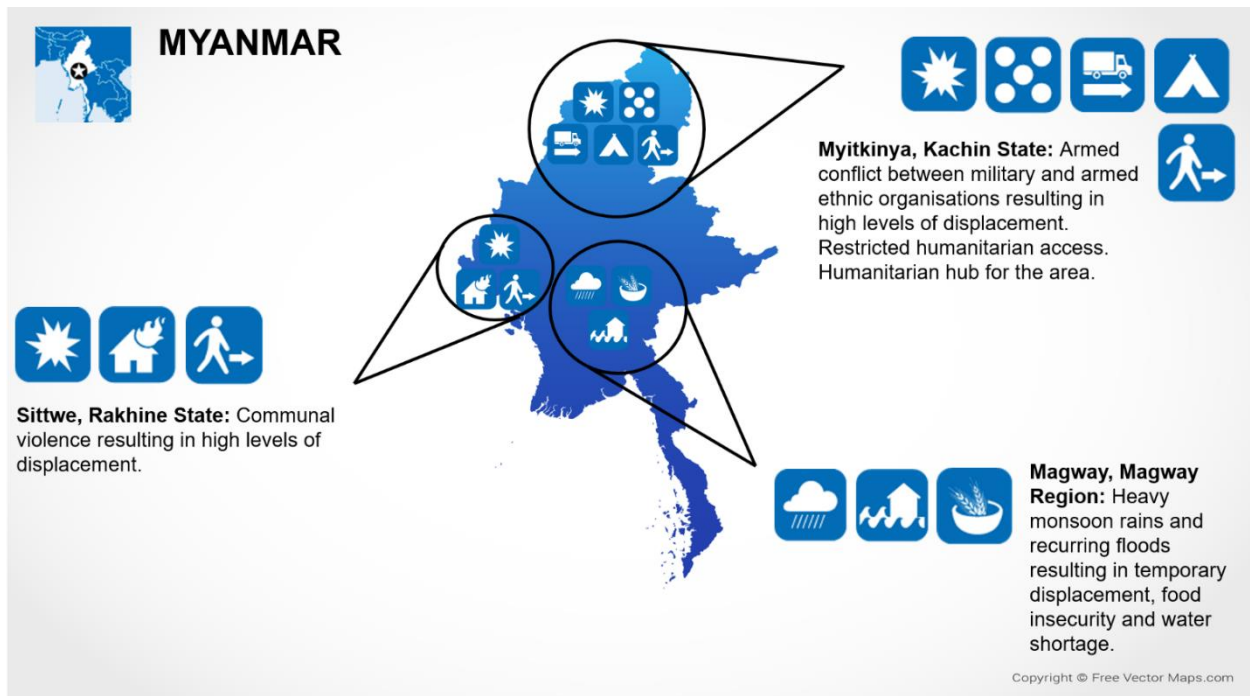 MYANMAR
Myitkinya, Kachin State: Armed
conflict between military and armed
ethnic organisations resulting in
high levels of displacement.
Restricted humanitarian access.
Humanitarian hub for the area.
Sittwe, Rakhine State: Communal
violence resulting in high levels of
displacement.
Magway, Magway
Region: Heavy
monsoon rains and
recurring floods
resulting in temporary
displacement, food
insecurity and water
shortage.
Copyright © Free Vector Maps.com